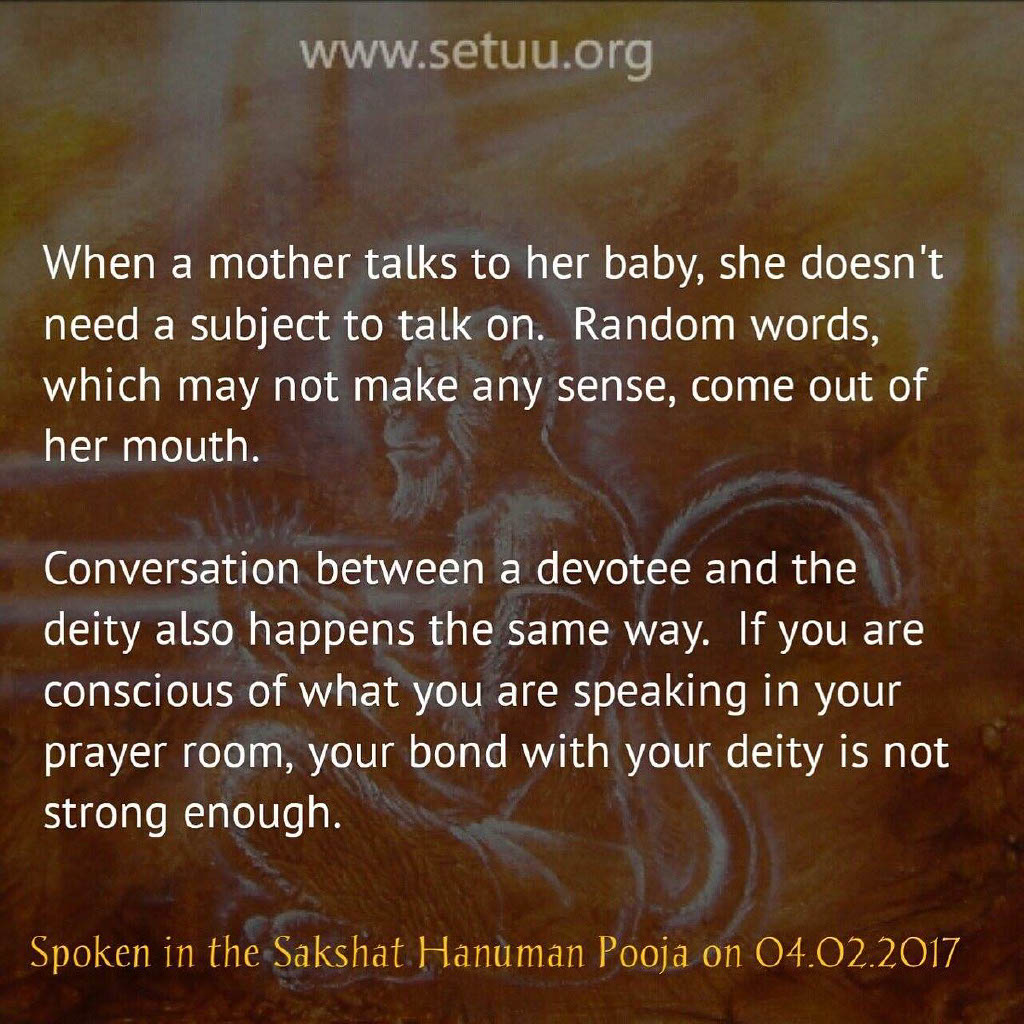 www.setuu.org
When a mother talks to her baby, she doesn't
need a subject to talk on.  Random words,
which may not make any sense, come out of
her mouth.
Conversation between a devotee and the
deity also happens the same way.  If you are
conscious of what you are speaking in your
prayer room, your bond with your deity is not
strong enough.
Spoken in the Sakshat Hanuman Pooja on 04.02.2017